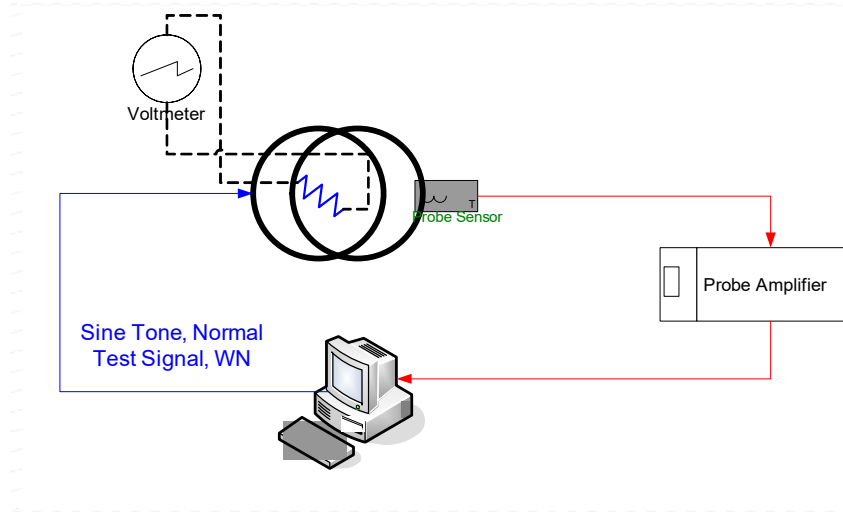 Voltmeter
T
Probe Sensor
Probe Amplifier
Sine Tone, Normal
Test Signal, WN